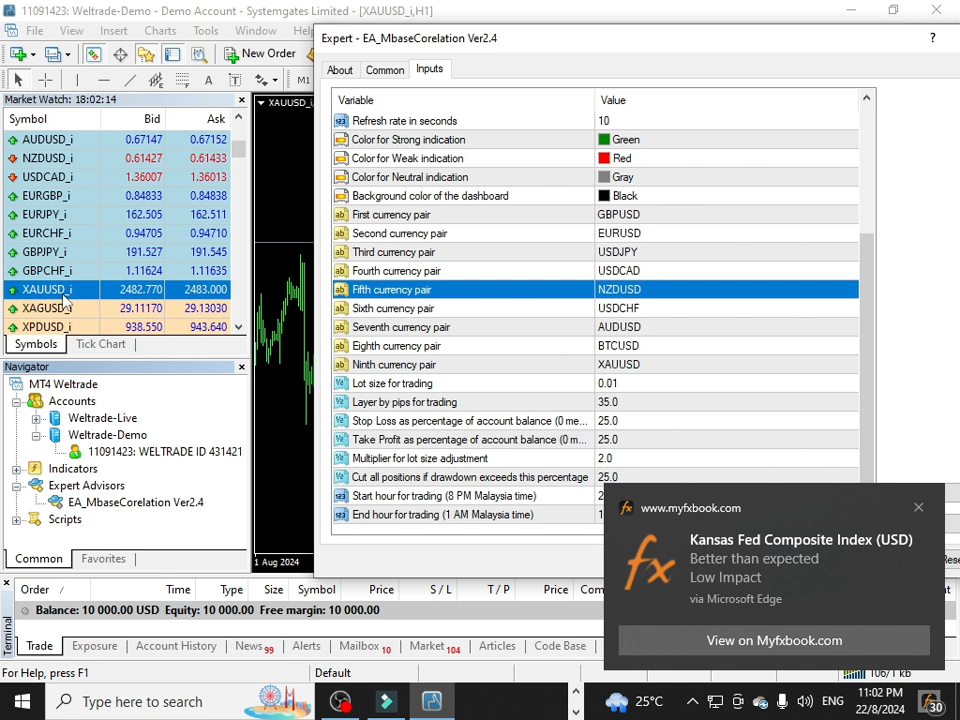 11091423: Weltrade-Demo - Demo Account - Systemgates Limited - [XAUUSD_i,H1]
File View Insert Charts Tools Window Help
New Order
M1
Market Watch: 18:02:14
Symbol Bid Ask
AUDUSD_i 0.67147 0.67152
NZDUSD_i 0.61427 0.61433
USDCAD_i 1.36007 1.36013
EURGBP_i 0.84833 0.84838
EURJPY_i 162.505 162.511
EURCHF_i 0.94705 0.94710
GBPJPY_i 191.527 191.545
GBPCHF_i 1.11624 1.11635
XAUUSD_i 2482.770 2483.000
XAGUSD_i 29.11170 29.13030
XPDUSD_i 938.550 943.640
Symbols Tick Chart
Navigator
MT4 Weltrade
Accounts
Weltrade-Live
Weltrade-Demo
11091423: WELTRADE ID 431421
Indicators
Expert Advisors
EA_MbaseCorelation Ver2.4
Scripts
Common Favorites
XAUUSD_i,
1 Aug 2024
Expert - EA_MbaseCorelation Ver2.4
?
About Common Inputs
Variable Value
Refresh rate in seconds 10
Color for Strong indication Green
Color for Weak indication Red
Color for Neutral indication Gray
Background color of the dashboard Black
First currency pair GBPUSD
Second currency pair EURUSD
Third currency pair USDJPY
Fourth currency pair USDCAD
Fifth currency pair NZDUSD
Sixth currency pair USDCHF
Seventh currency pair AUDUSD
Eighth currency pair BTCUSD
Ninth currency pair XAUUSD
Lot size for trading 0.01
Layer by pips for trading 35.0
Stop Loss as percentage of account balance (0 me... 25.0
Take Profit as percentage of account balance (0 m... 25.0
Multiplier for lot size adjustment 2.0
Cut all positions if drawdown exceeds this percentage 25.0
Start hour for trading (8 PM Malaysia time) 2
End hour for trading (1 AM Malaysia time) 1
www.myfxbook.com
Kansas Fed Composite Index (USD)
Better than expected
Low Impact
via Microsoft Edge
View on Myfxbook.com
Order / Time Type Size Symbol Price S / L T / P Price Com
Balance: 10 000.00 USD Equity: 10 000.00 Free margin: 10 000.00
Terminal
Trade Exposure Account History News 99 Alerts Mailbox 10 Market 104 Articles Code Base
For Help, press F1 Default 106/1 kb
Type here to search
25°C
ENG
11:02 PM
22/8/2024
30